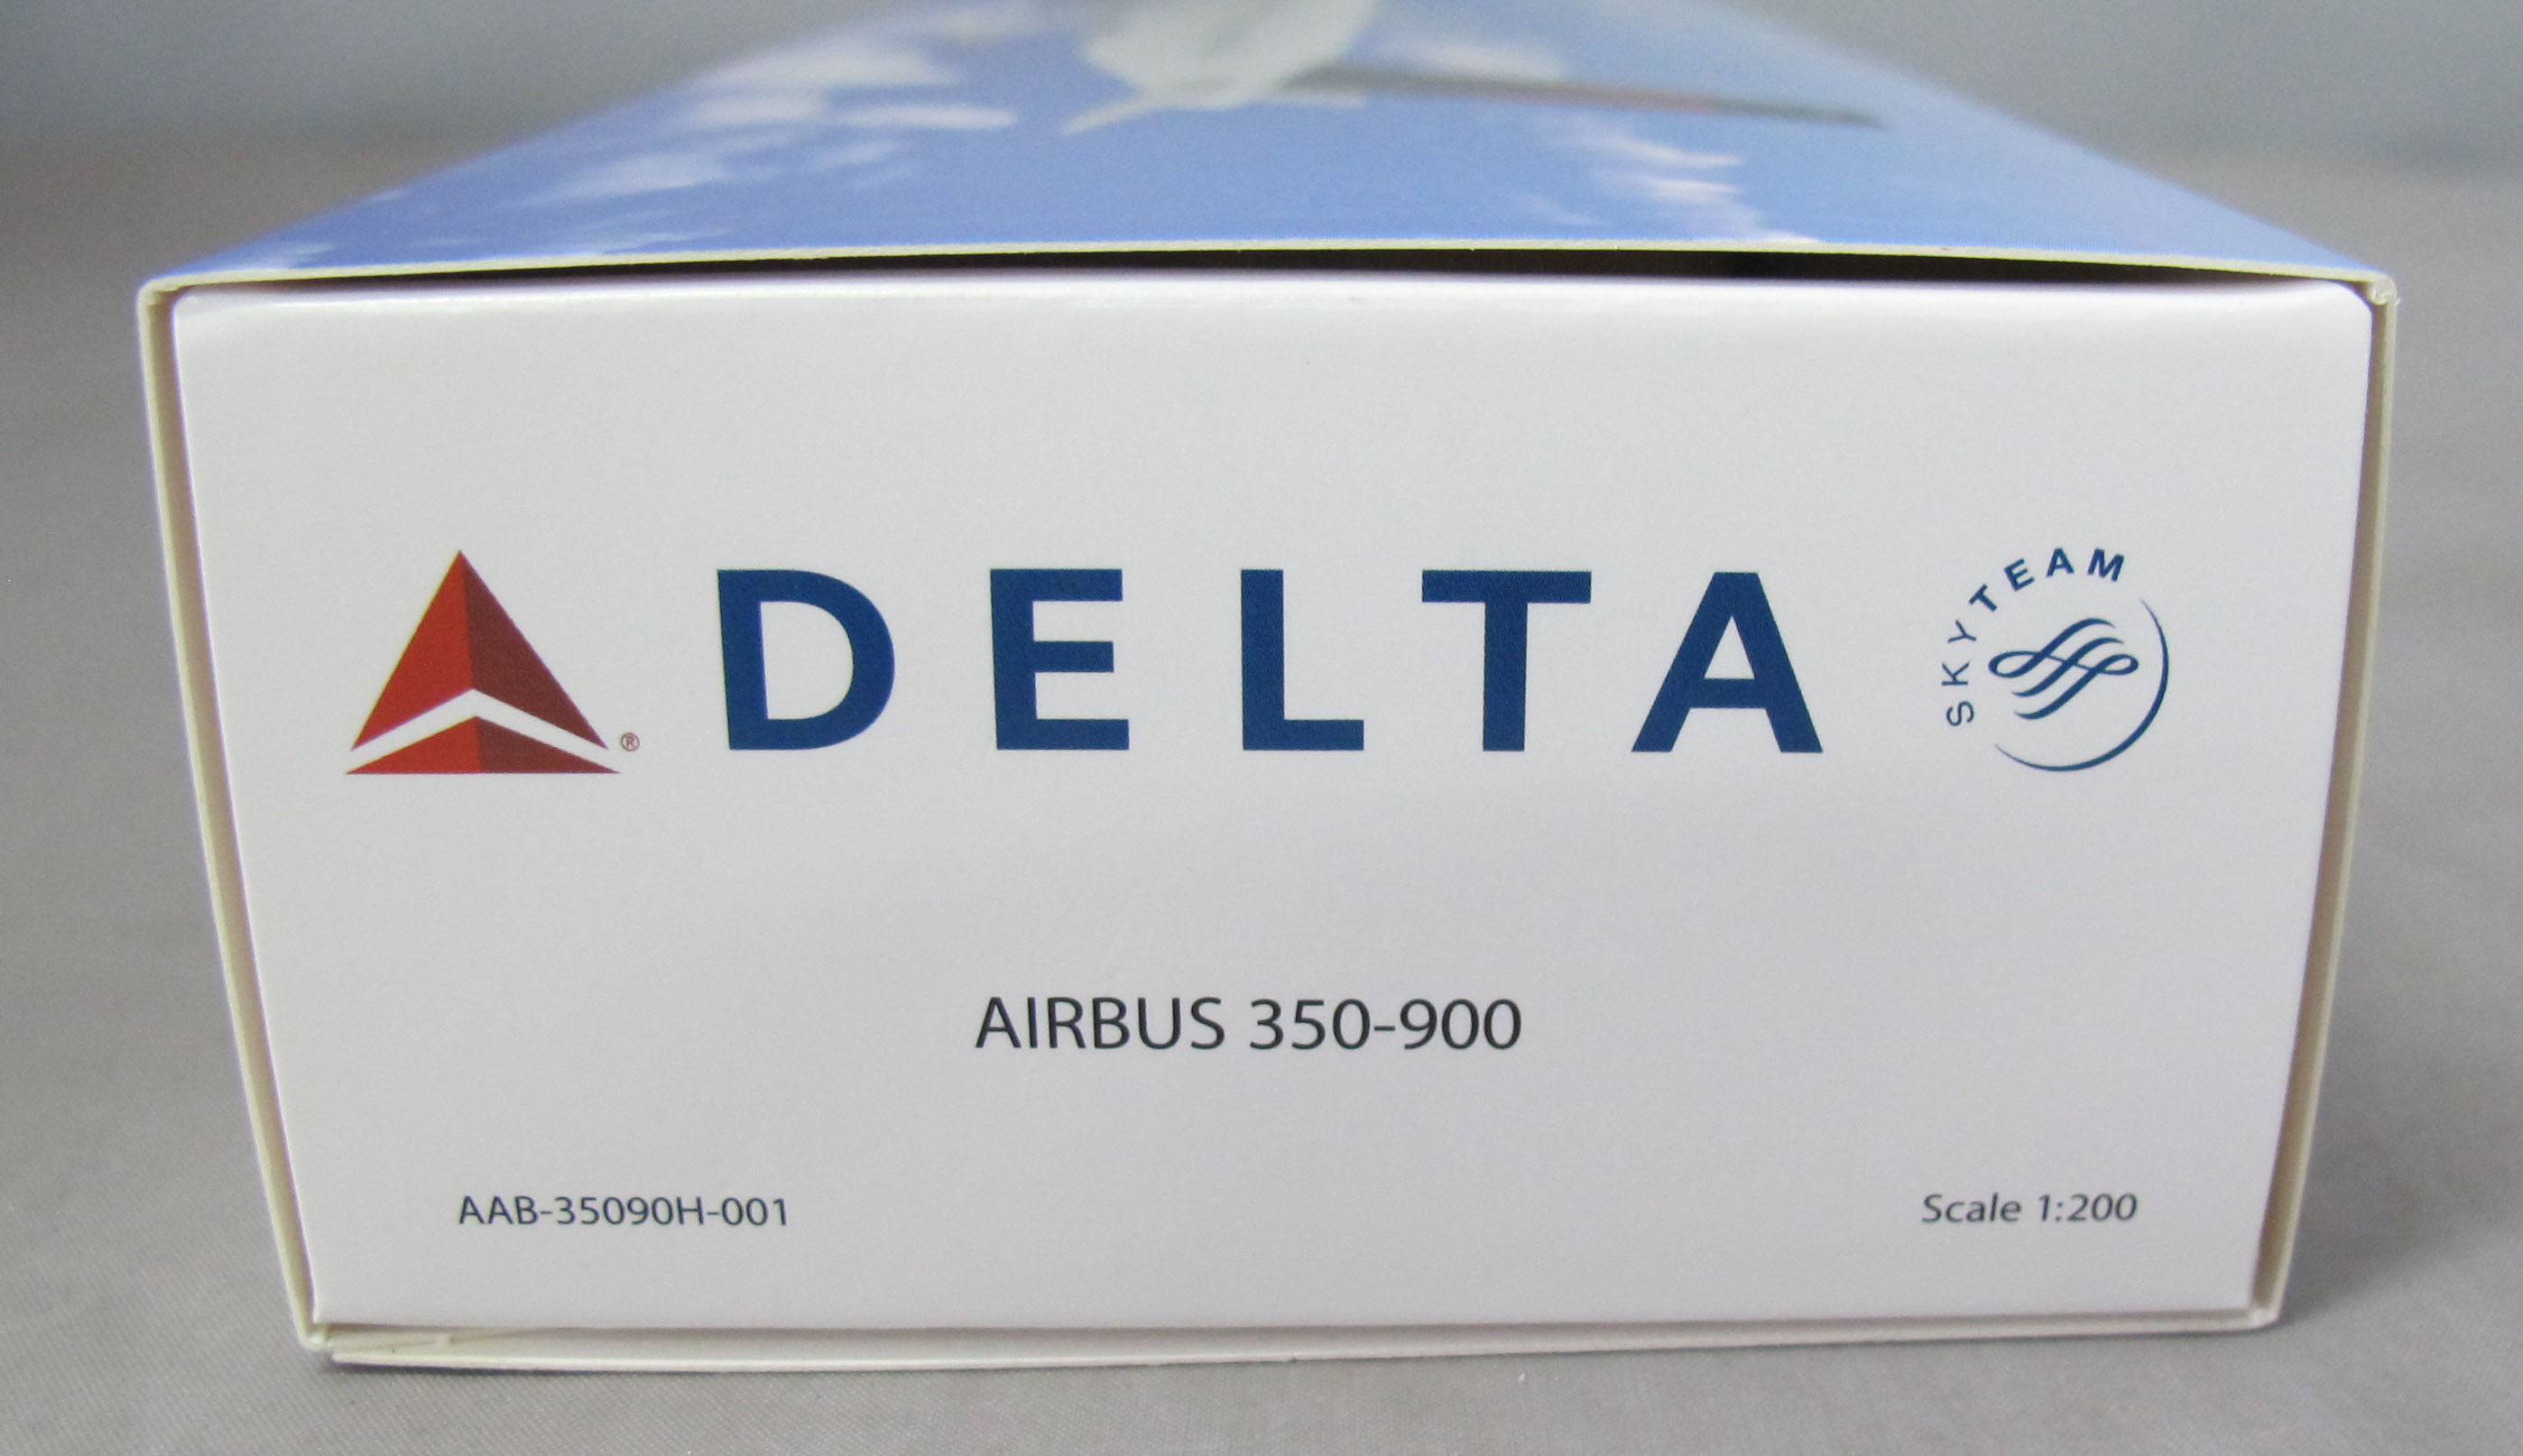 ® DELTA SKYTEAM
AIRBUS 350-900
AAB-35090H-001 Scale 1:200